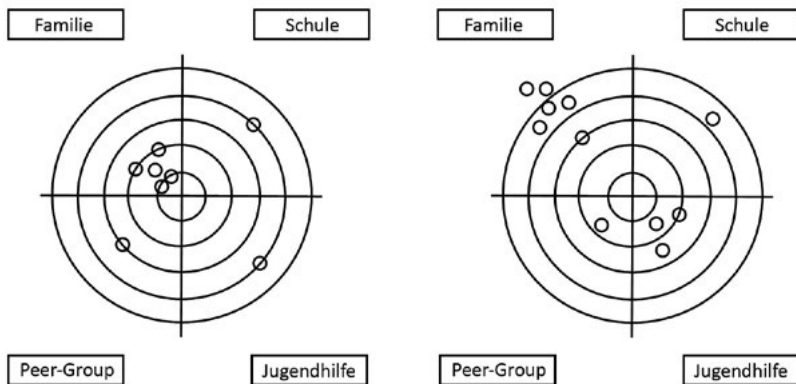 Familie
Schule
Familie
Schule
Peer-Group
Jugendhilfe
Peer-Group
Jugendhilfe